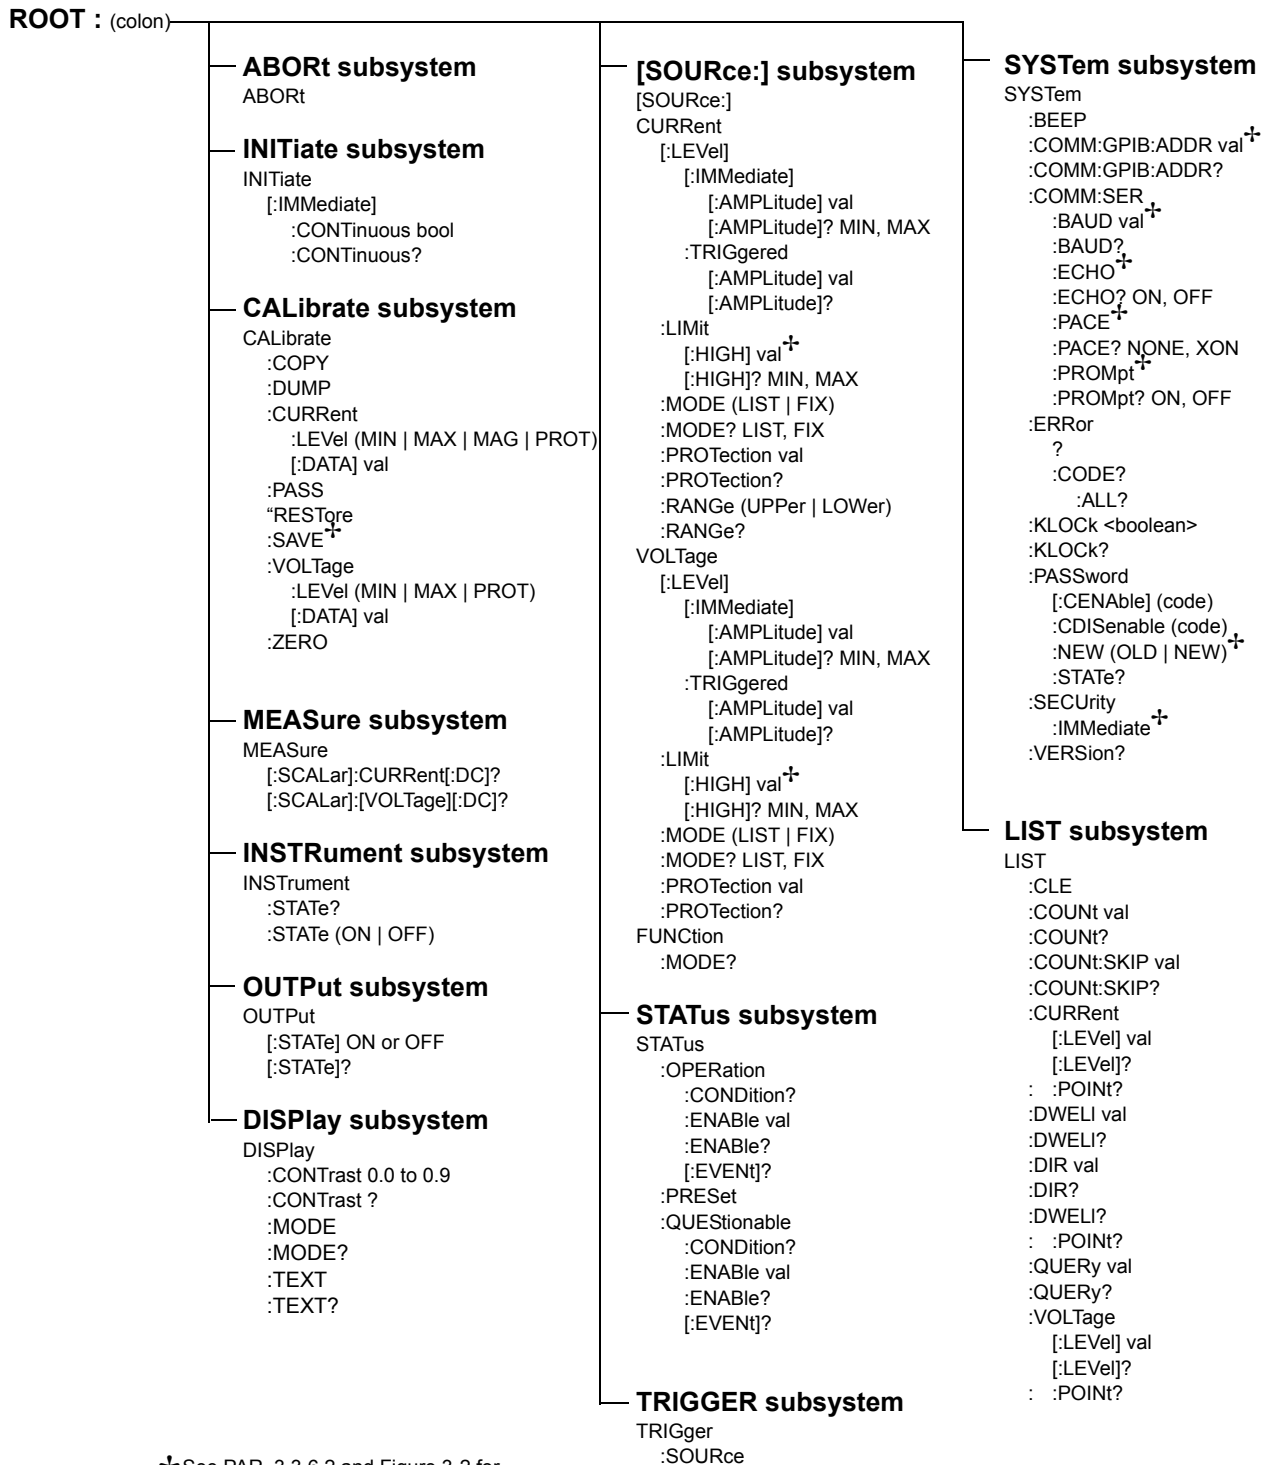 ROOT : (colon)
ABORt subsystem
ABORt
INITiate subsystem
INITiate
[:IMMediate]
:CONTinuous bool
:CONTinuous?
CALibrate subsystem
CALibrate
:COPY
:DUMP
:CURRent
:LEVel (MIN | MAX | MAG | PROT)
[:DATA] val
:PASS
“RESTore
:SAVE✢
:VOLTage
:LEVel (MIN | MAX | PROT)
[:DATA] val
:ZERO
MEASure subsystem
MEASure
[:SCALar]:CURRent[:DC]?
[:SCALar]:[VOLTage][:DC]?
INSTRument subsystem
INSTrument
:STATe?
:STATe (ON | OFF)
OUTPut subsystem
OUTPut
[:STATe] ON or OFF
[:STATe]?
DISPlay subsystem
DISPlay
:CONTrast 0.0 to 0.9
:CONTrast ?
:MODE
:MODE?
:TEXT
:TEXT?
[SOURce:] subsystem
[SOURce:]
CURRent
[:LEVel]
[:IMMediate]
[:AMPLitude] val
[:AMPLitude]? MIN, MAX
:TRIGgered
[:AMPLitude] val
[:AMPLitude]?
:LIMit
[:HIGH] val✢
[:HIGH]? MIN, MAX
:MODE (LIST | FIX)
:MODE? LIST, FIX
:PROTection val
:PROTection?
:RANGe (UPPer | LOWer)
:RANGe?
VOLTage
[:LEVel]
[:IMMediate]
[:AMPLitude] val
[:AMPLitude]? MIN, MAX
:TRIGgered
[:AMPLitude] val
[:AMPLitude]?
:LIMit
[:HIGH] val✢
[:HIGH]? MIN, MAX
:MODE (LIST | FIX)
:MODE? LIST, FIX
:PROTection val
:PROTection?
FUNCtion
:MODE?
STATus subsystem
STATus
:OPERation
:CONDition?
:ENABle val
:ENABle?
[:EVENt]?
:PRESet
:QUEStionable
:CONDition?
:ENABle val
:ENABle?
[:EVENt]?
TRIGGER subsystem
TRIGger
:SOURce
SYSTem subsystem
SYSTem
:BEEP
:COMM:GPIB:ADDR val✢
:COMM:GPIB:ADDR?
:COMM:SER
:BAUD val✢
:BAUD?
:ECHO✢
:ECHO? ON, OFF
:PACE✢
:PACE? NONE, XON
:PROMpt✢
:PROMpt? ON, OFF
:ERRor
?
:CODE?
:ALL?
:KLOCk <boolean>
:KLOCk?
:PASSword
[:CENAble] (code)
:CDISenable (code)
:NEW (OLD | NEW)✢
:STATe?
:SECUrity
:IMMediate✢
:VERSion?
LIST subsystem
LIST
:CLE
:COUNt val
:COUNt?
:COUNt:SKIP val
:COUNt:SKIP?
:CURRent
[:LEVel] val
[:LEVel]?
: :POINt?
:DWELl val
:DWELl?
:DIR val
:DIR?
:DWELl?
: :POINt?
:QUERy val
:QUERy?
:VOLTage
[:LEVel] val
[:LEVel]?
: :POINt?
✢See PAR. 3.3.6.2 and Figure 3-2 for